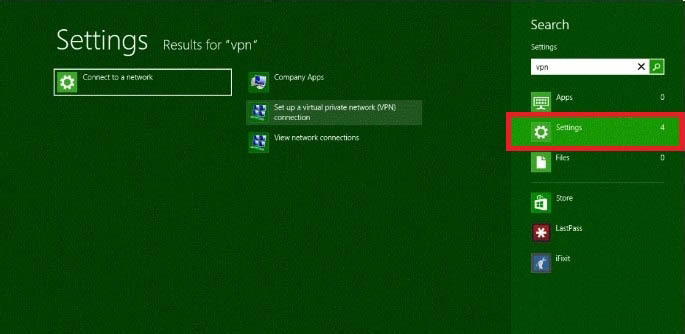 Settings Results for "vpn"
Connect to a network
Company Apps
Set up a virtual private network (VPN)
connection
View network connections
Search
Settings
vpn
Apps 0
Settings 4
Files 0
Store
LastPass
iFixit